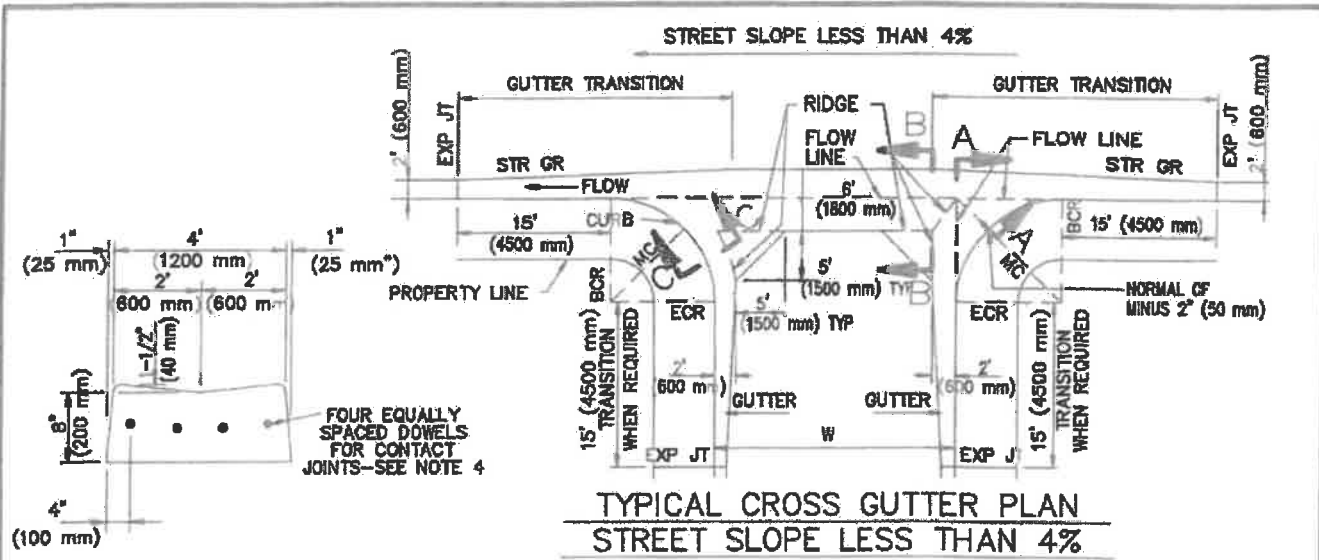 STREET SLOPE LESS THAN 4%
GUTTER TRANSITION
GUTTER TRANSITION
2' (600 mm)
EXP JT
STR GR
FLOW
15'
(4500 mm)
CURB
RIDGE
FLOW
LINE
B
A
FLOW LINE
STR GR
EXP JT
2' (600 mm)
6'
(1800 mm)
C
A
BCR
15' (4500 mm)
1"
(25 mm)
4'
(1200 mm)
1"
(25 mm")
2'
(600 mm)
2'
(600 m
MC
C
PROPERTY LINE
BCR
5'
(1500 mm) TYP
B
5'
(1500 mm) TYP
MC
NORMAL CF
MINUS 2" (50 mm)
ECR
ECR
-1/2"
(40 mm)
8"
(200 mm)
FOUR EQUALLY
SPACED DOWELS
FOR CONTACT
JOINTS-SEE NOTE 4
4"
(100 mm)
15' (4500 mm)
TRANSITION
WHEN REQUIRED
2'
(600 mm)
GUTTER
GUTTER
2'
(600 mm)
15' (4500 mm)
TRANSITION
WHEN REQUIRED
W
EXP JT
EXP JT
TYPICAL CROSS GUTTER PLAN
STREET SLOPE LESS THAN 4%